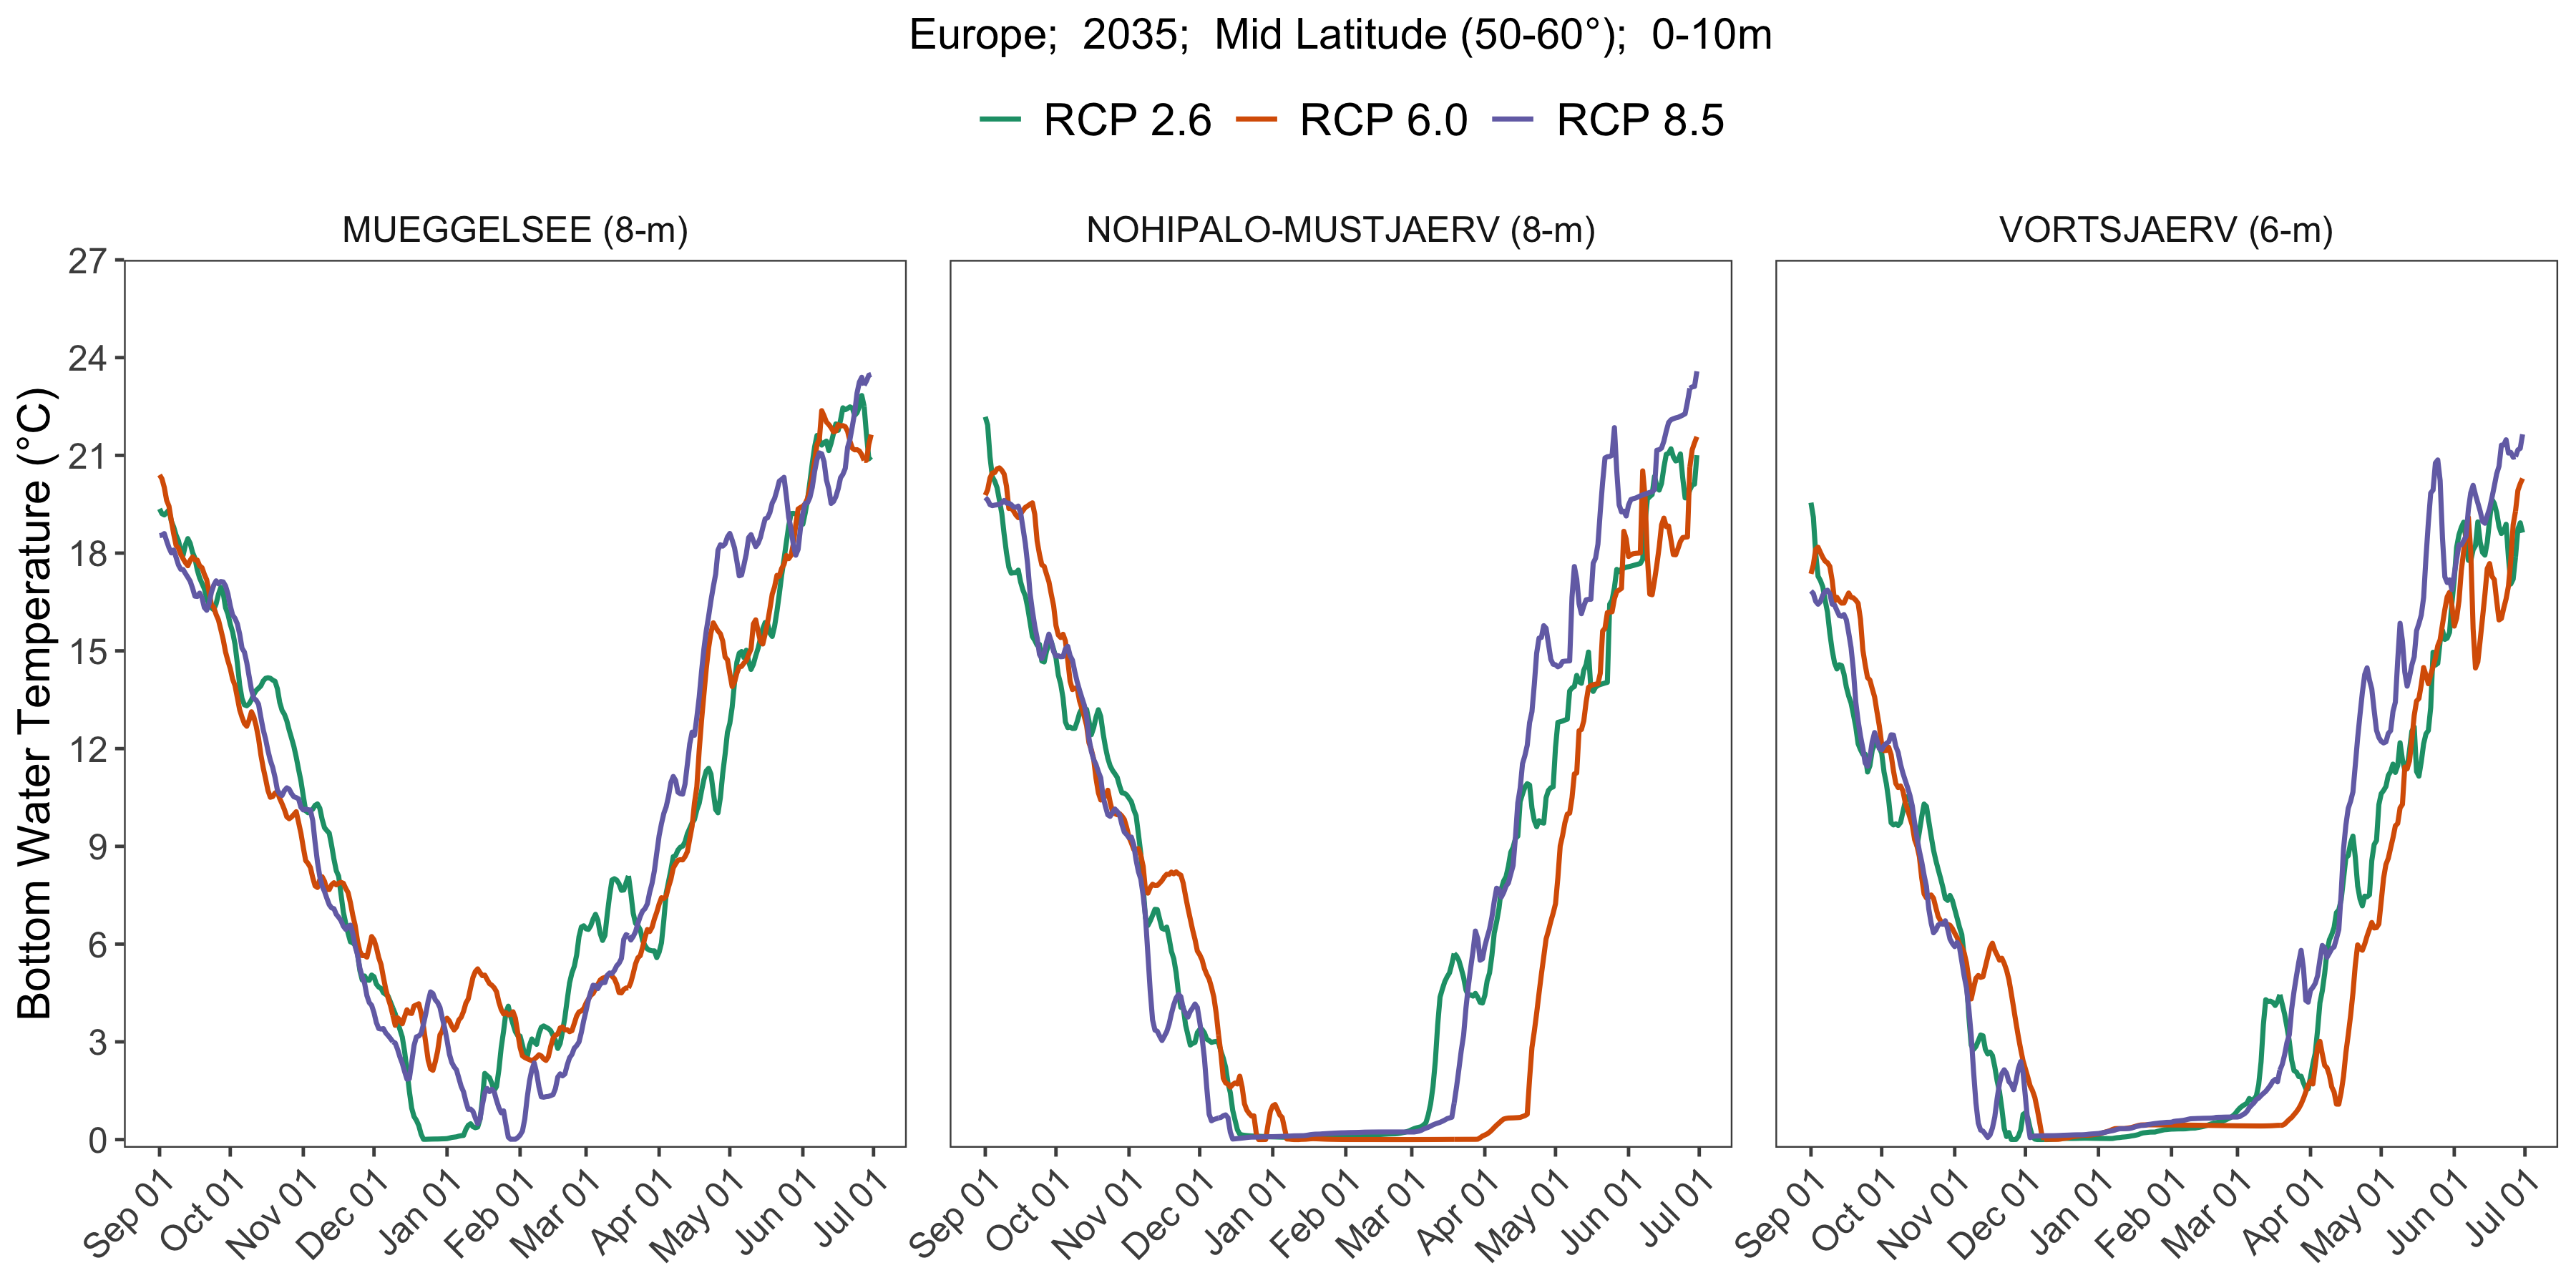 Europe;  2035;  Mid Latitude (50-60°);  0-10m
RCP 2.6 RCP 6.0 RCP 8.5
MUEGGELSEE (8-m) NOHIPALO-MUSTJAERV (8-m) VORTSJAERV (6-m)
Bottom Water Temperature (°C)
27
24
21
18
15
12
9
6
3
0
Sep 01 Oct 01 Nov 01 Dec 01 Jan 01 Feb 01 Mar 01 Apr 01 May 01 Jun 01 Jul 01
Sep 01 Oct 01 Nov 01 Dec 01 Jan 01 Feb 01 Mar 01 Apr 01 May 01 Jun 01 Jul 01
Sep 01 Oct 01 Nov 01 Dec 01 Jan 01 Feb 01 Mar 01 Apr 01 May 01 Jun 01 Jul 01